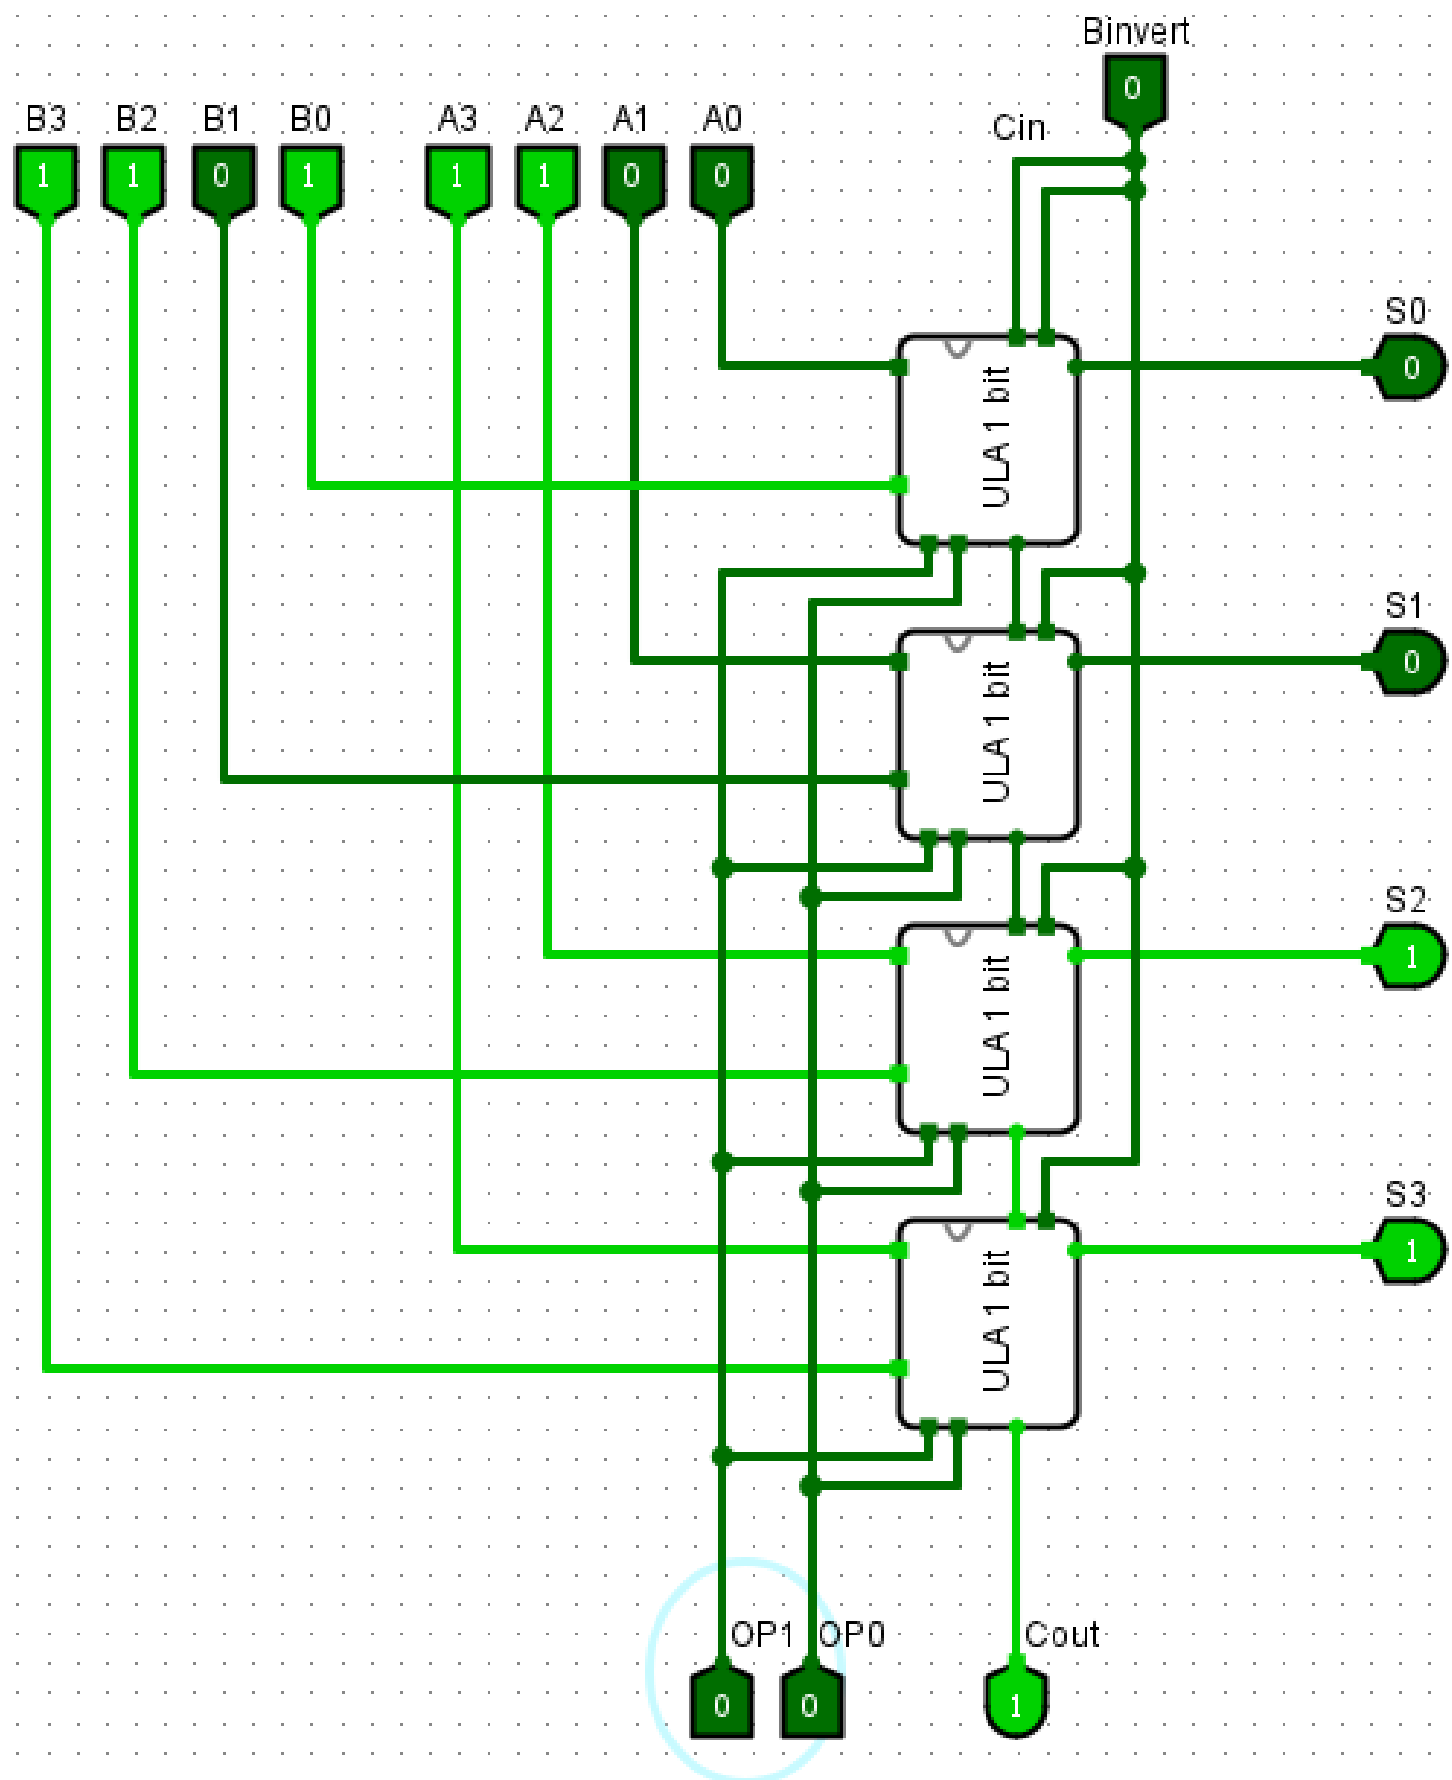 Binvert
0
Cin
B3 B2 B1 B0 A3 A2 A1 A0
1 1 0 1 1 1 0 0
S0
0
ULA 1 bit
S1
0
ULA 1 bit
S2
1
ULA 1 bit
S3
1
ULA 1 bit
OP1 OP0 Cout
0 0 1